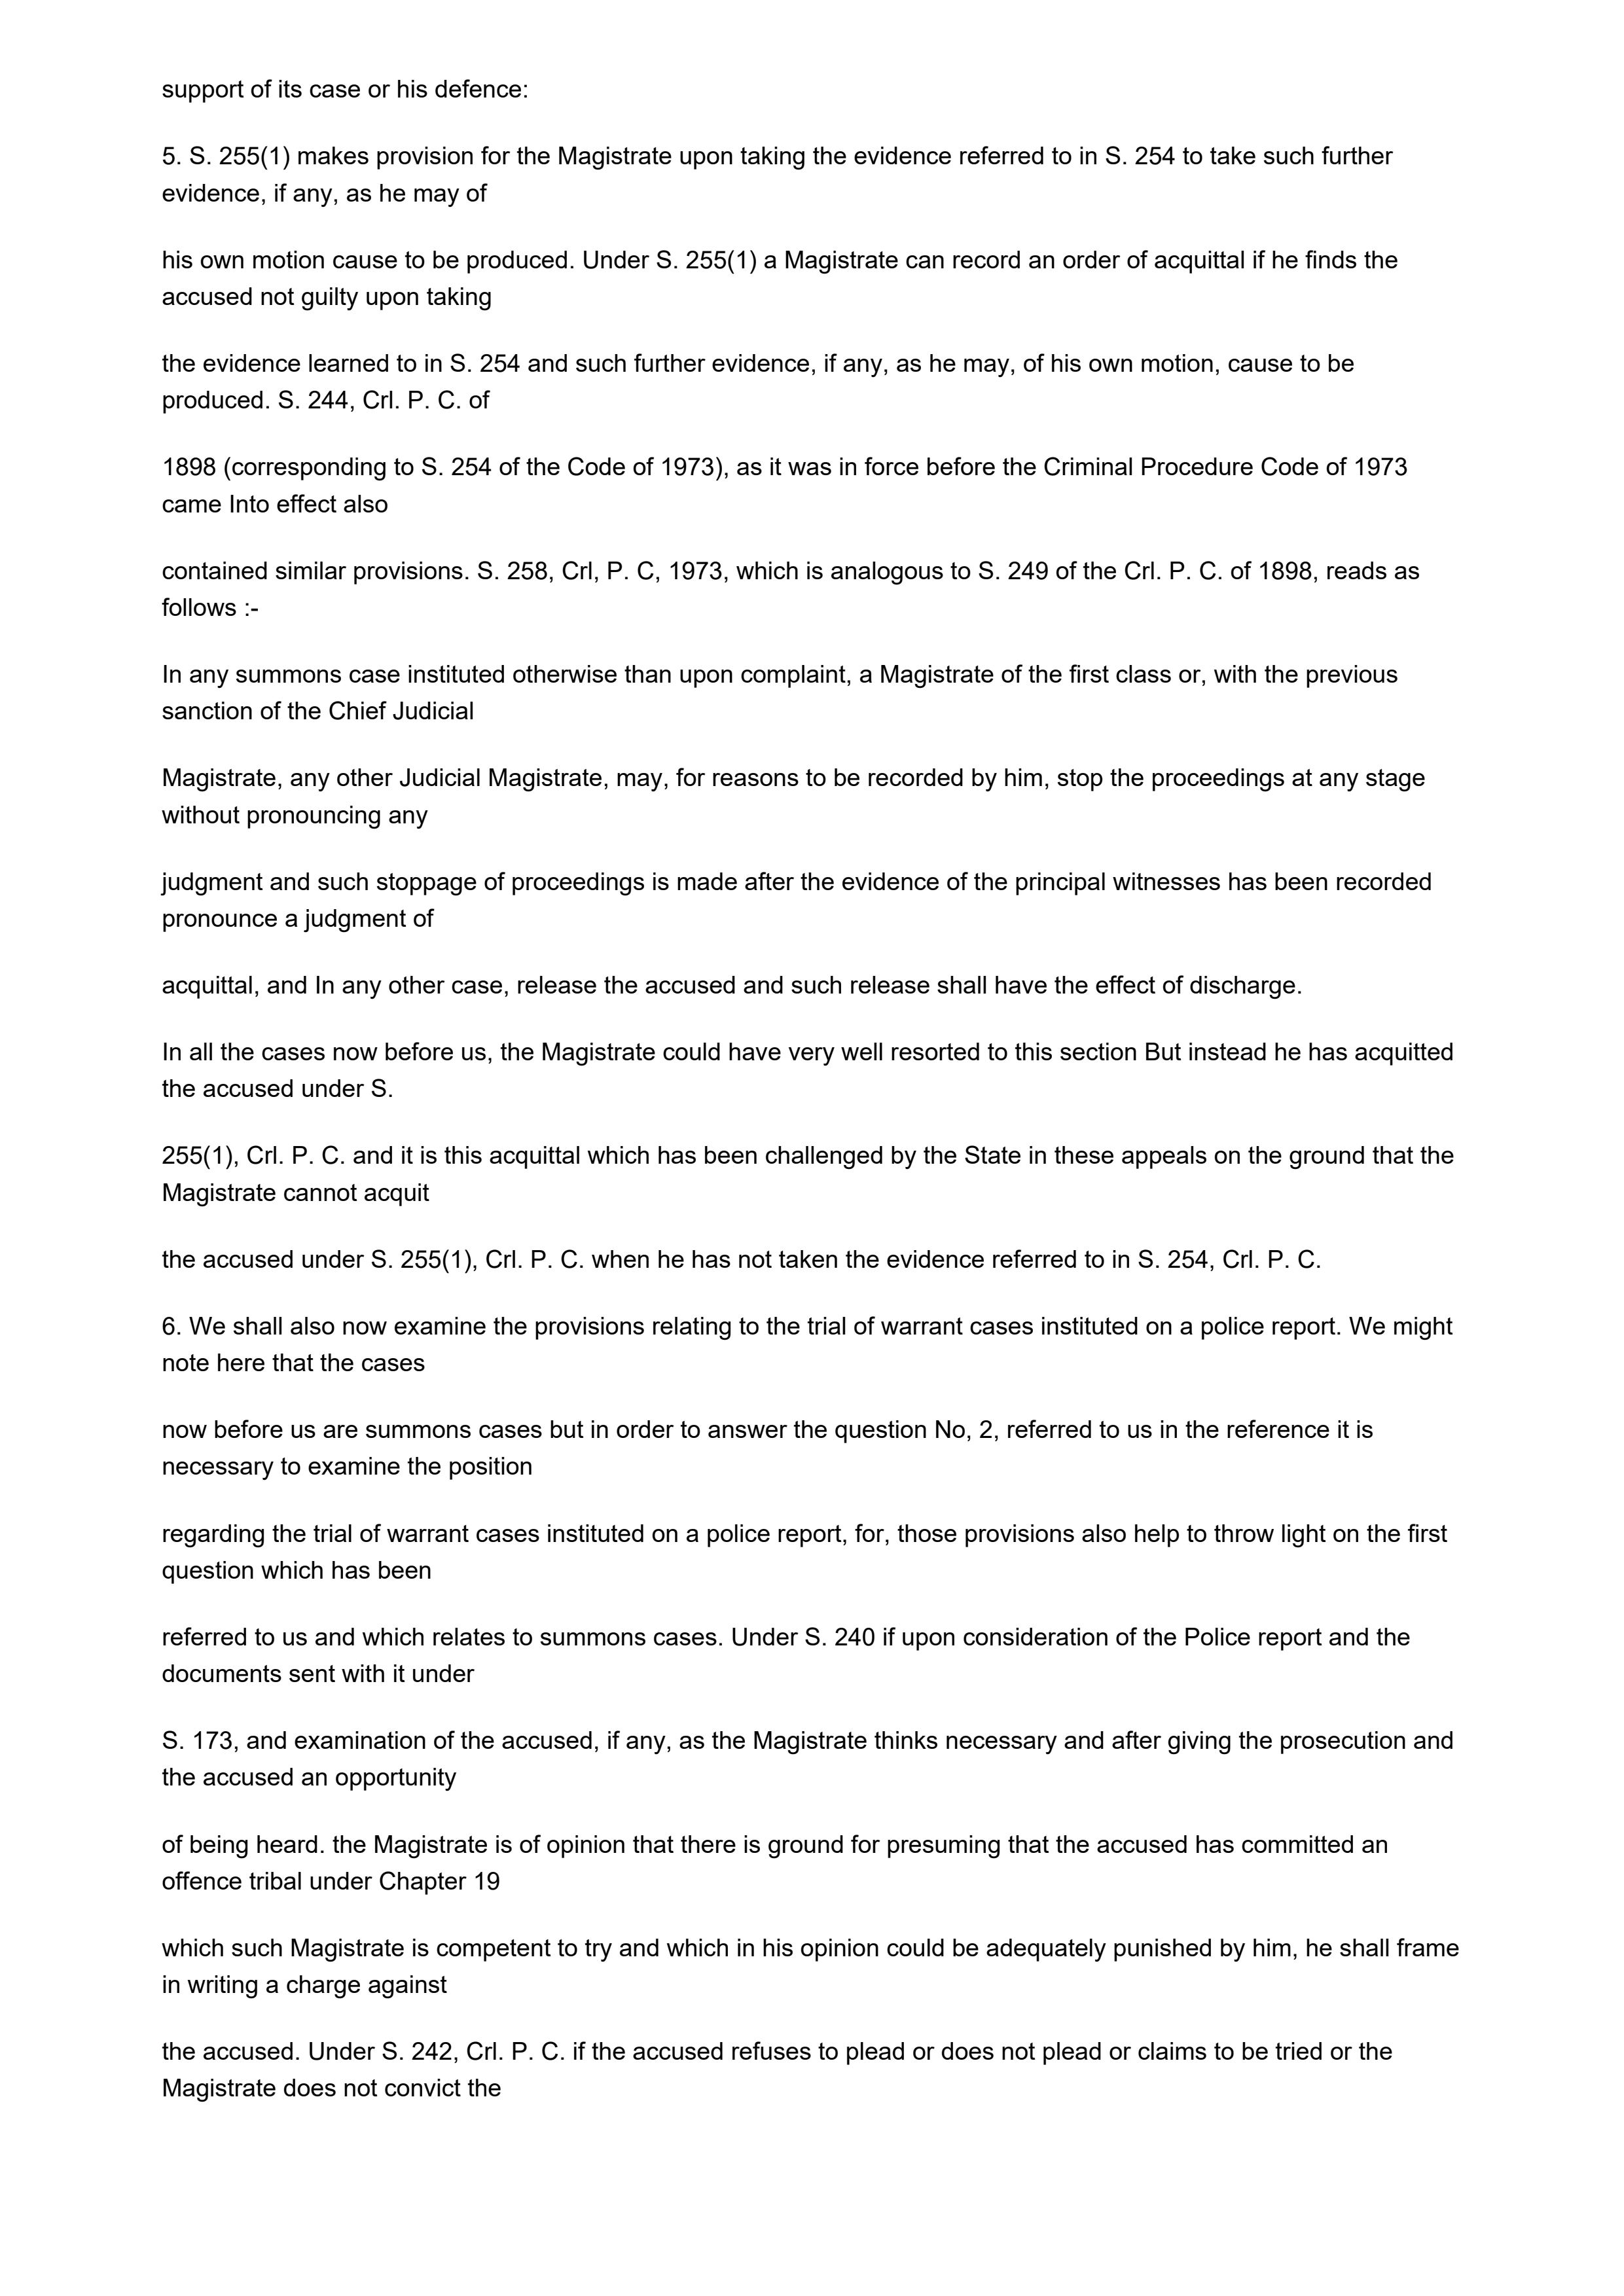 support of its case or his defence:
5. S. 255(1) makes provision for the Magistrate upon taking the evidence referred to in S. 254 to take such further
evidence, if any, as he may of
his own motion cause to be produced. Under S. 255(1) a Magistrate can record an order of acquittal if he finds the
accused not guilty upon taking
the evidence learned to in S. 254 and such further evidence, if any, as he may, of his own motion, cause to be
produced. S. 244, Crl. P. C. of
1898 (corresponding to S. 254 of the Code of 1973), as it was in force before the Criminal Procedure Code of 1973
came Into effect also
contained similar provisions. S. 258, Crl, P. C, 1973, which is analogous to S. 249 of the Crl. P. C. of 1898, reads as
follows :-
In any summons case instituted otherwise than upon complaint, a Magistrate of the first class or, with the previous
sanction of the Chief Judicial
Magistrate, any other Judicial Magistrate, may, for reasons to be recorded by him, stop the proceedings at any stage
without pronouncing any
judgment and such stoppage of proceedings is made after the evidence of the principal witnesses has been recorded
pronounce a judgment of
acquittal, and In any other case, release the accused and such release shall have the effect of discharge.
In all the cases now before us, the Magistrate could have very well resorted to this section But instead he has acquitted
the accused under S.
255(1), Crl. P. C. and it is this acquittal which has been challenged by the State in these appeals on the ground that the
Magistrate cannot acquit
the accused under S. 255(1), Crl. P. C. when he has not taken the evidence referred to in S. 254, Crl. P. C.
6. We shall also now examine the provisions relating to the trial of warrant cases instituted on a police report. We might
note here that the cases
now before us are summons cases but in order to answer the question No, 2, referred to us in the reference it is
necessary to examine the position
regarding the trial of warrant cases instituted on a police report, for, those provisions also help to throw light on the first
question which has been
referred to us and which relates to summons cases. Under S. 240 if upon consideration of the Police report and the
documents sent with it under
S. 173, and examination of the accused, if any, as the Magistrate thinks necessary and after giving the prosecution and
the accused an opportunity
of being heard. the Magistrate is of opinion that there is ground for presuming that the accused has committed an
offence tribal under Chapter 19
which such Magistrate is competent to try and which in his opinion could be adequately punished by him, he shall frame
in writing a charge against
the accused. Under S. 242, Crl. P. C. if the accused refuses to plead or does not plead or claims to be tried or the
Magistrate does not convict the